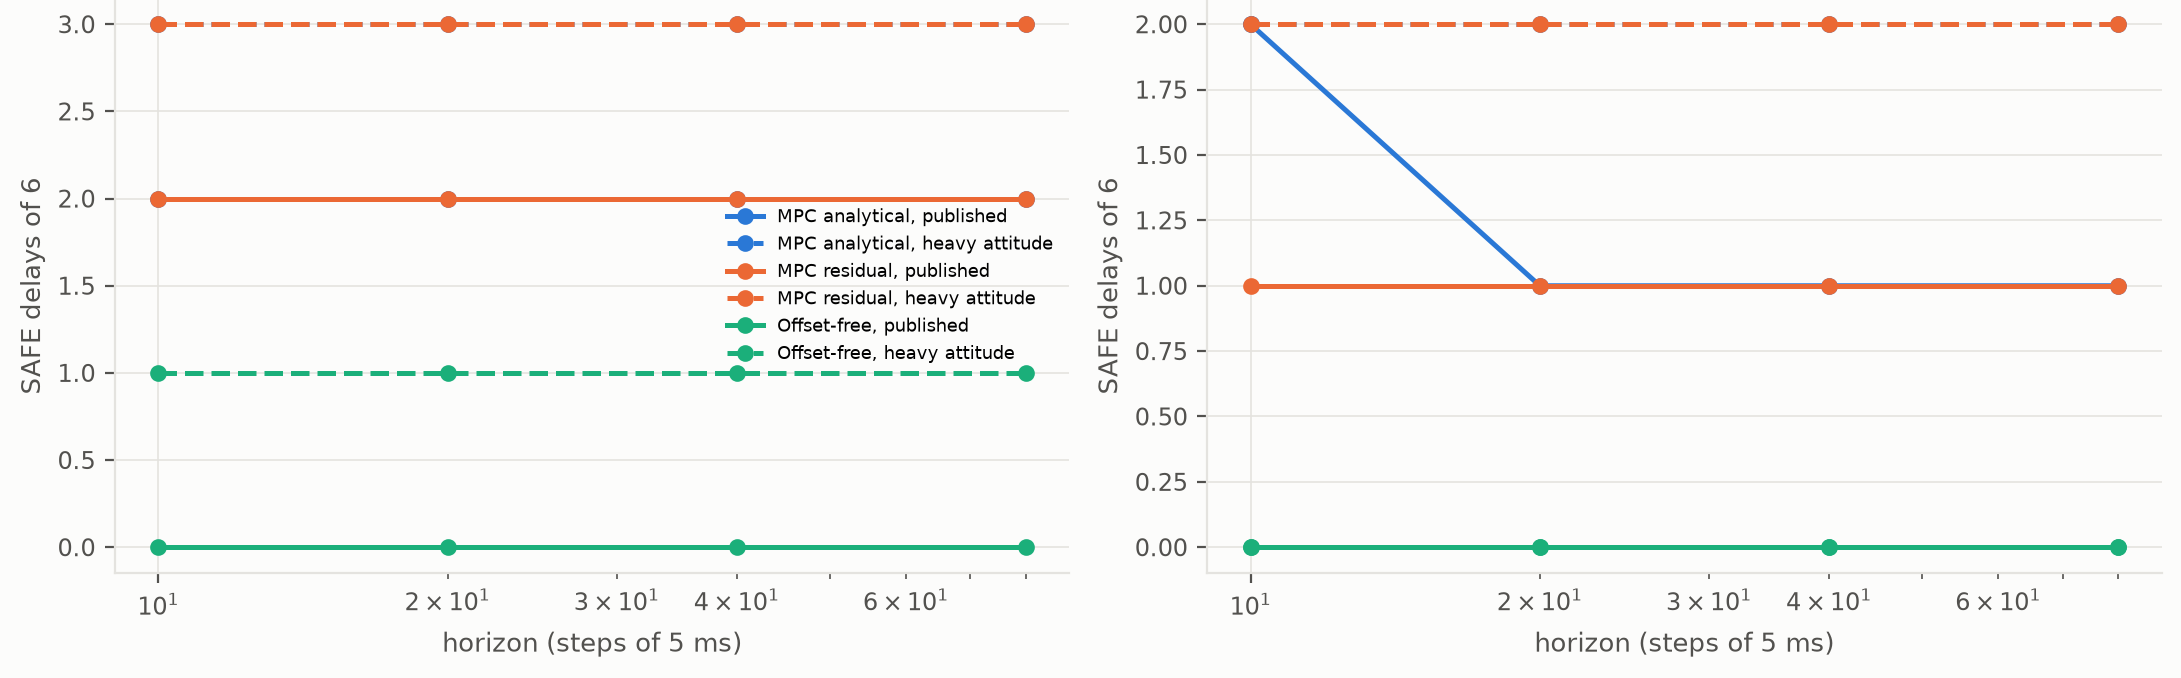 3.0
2.5
2.0
1.5
1.0
0.5
0.0
SAFE delays of 6
MPC analytical, published
MPC analytical, heavy attitude
MPC residual, published
MPC residual, heavy attitude
Offset-free, published
Offset-free, heavy attitude
10¹
2×10¹
3×10¹
4×10¹
6×10¹
horizon (steps of 5 ms)
2.00
1.75
1.50
1.25
1.00
0.75
0.50
0.25
0.00
SAFE delays of 6
10¹
2×10¹
3×10¹
4×10¹
6×10¹
horizon (steps of 5 ms)